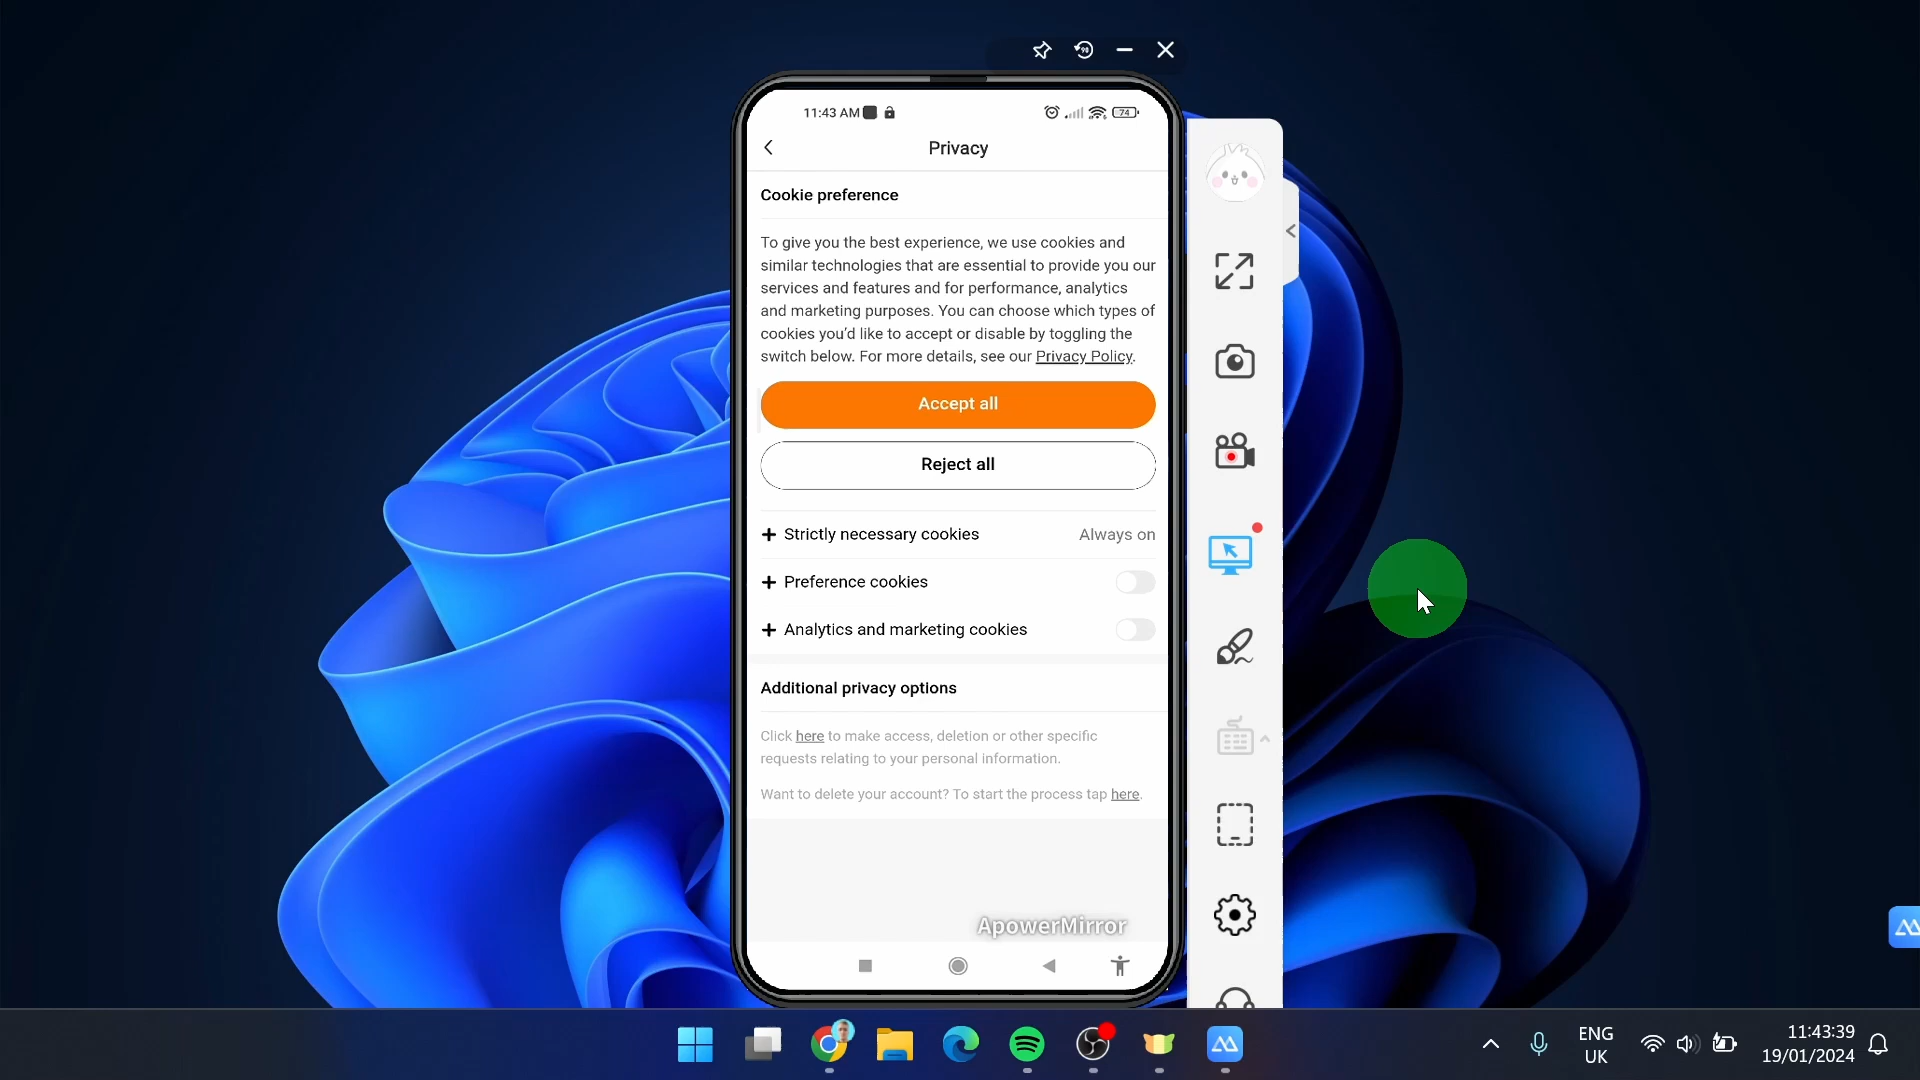 11:43 AM
74
Privacy
Cookie preference
To give you the best experience, we use cookies and
similar technologies that are essential to provide you our
services and features and for performance, analytics
and marketing purposes. You can choose which types of
cookies you'd like to accept or disable by toggling the
switch below. For more details, see our Privacy Policy.
Accept all
Reject all
+ Strictly necessary cookies Always on
+ Preference cookies
+ Analytics and marketing cookies
Additional privacy options
Click here to make access, deletion or other specific
requests relating to your personal information.
Want to delete your account? To start the process tap here.
ApowerMirror
ENG
UK
11:43:39
19/01/2024